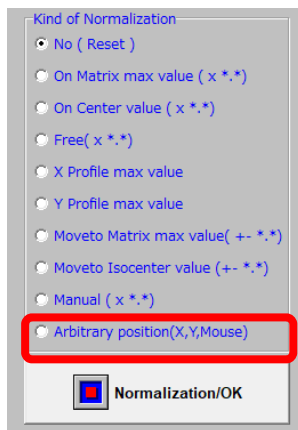 Kind of Normalization
No ( Reset )
On Matrix max value ( x *.*)
On Center value ( x *.*)
Free( x *.*)
X Profile max value
Y Profile max value
Moveto Matrix max value( +- *.*)
Moveto Isocenter value (+- *.*)
Manual ( x *.*)
Arbitrary position(X,Y,Mouse)
Normalization/OK